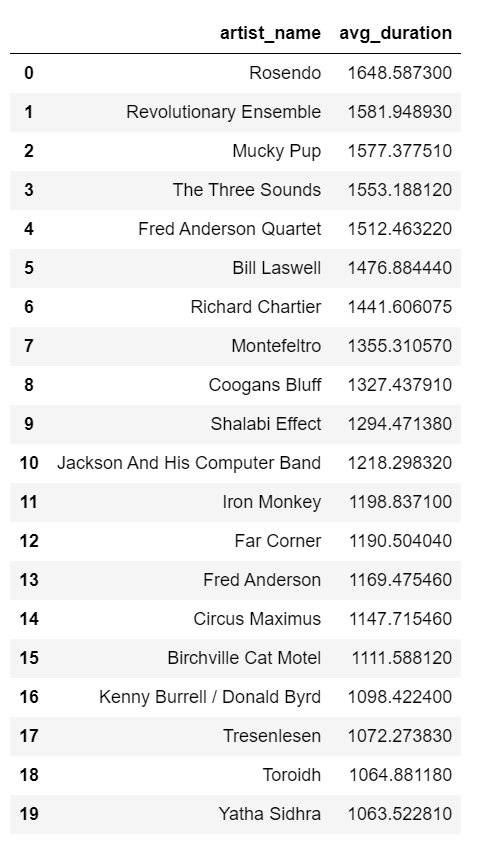 artist_name avg_duration
0 Rosendo 1648.587300
1 Revolutionary Ensemble 1581.948930
2 Mucky Pup 1577.377510
3 The Three Sounds 1553.188120
4 Fred Anderson Quartet 1512.463220
5 Bill Laswell 1476.884440
6 Richard Chartier 1441.606075
7 Montefeltro 1355.310570
8 Coogans Bluff 1327.437910
9 Shalabi Effect 1294.471380
10 Jackson And His Computer Band 1218.298320
11 Iron Monkey 1198.837100
12 Far Corner 1190.504040
13 Fred Anderson 1169.475460
14 Circus Maximus 1147.715460
15 Birchville Cat Motel 1111.588120
16 Kenny Burrell / Donald Byrd 1098.422400
17 Tresenlesen 1072.273830
18 Toroidh 1064.881180
19 Yatha Sidhra 1063.522810